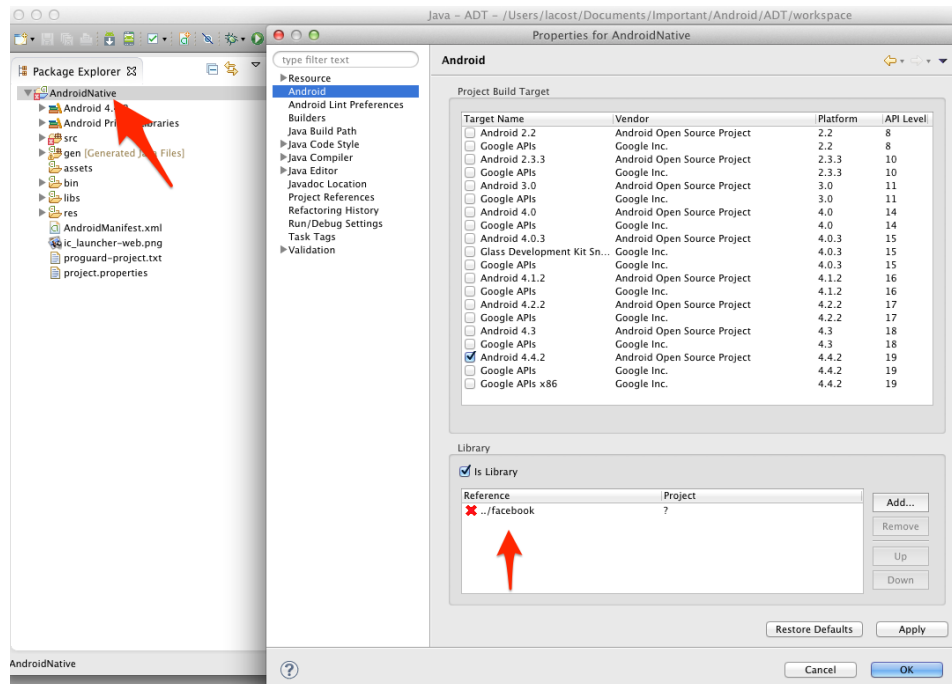 Java – ADT – /Users/lacost/Documents/Important/Android/ADT/workspace
Package Explorer
AndroidNative
Android 4.
Android Pri   braries
src
gen [Generated Java Files]
assets
bin
libs
res
AndroidManifest.xml
ic_launcher-web.png
proguard-project.txt
project.properties
AndroidNative
Properties for AndroidNative
type filter text
Resource
Android
Android Lint Preferences
Builders
Java Build Path
Java Code Style
Java Compiler
Java Editor
Javadoc Location
Project References
Refactoring History
Run/Debug Settings
Task Tags
Validation
Android
Project Build Target
Target Name Vendor Platform API Level
Android 2.2 Android Open Source Project 2.2 8
Google APIs Google Inc. 2.2 8
Android 2.3.3 Android Open Source Project 2.3.3 10
Google APIs Google Inc. 2.3.3 10
Android 3.0 Android Open Source Project 3.0 11
Google APIs Google Inc. 3.0 11
Android 4.0 Android Open Source Project 4.0 14
Google APIs Google Inc. 4.0 14
Android 4.0.3 Android Open Source Project 4.0.3 15
Glass Development Kit Sn... Google Inc. 4.0.3 15
Google APIs Google Inc. 4.0.3 15
Android 4.1.2 Android Open Source Project 4.1.2 16
Google APIs Google Inc. 4.1.2 16
Android 4.2.2 Android Open Source Project 4.2.2 17
Google APIs Google Inc. 4.2.2 17
Android 4.3 Android Open Source Project 4.3 18
Google APIs Google Inc. 4.3 18
Android 4.4.2 Android Open Source Project 4.4.2 19
Google APIs Google Inc. 4.4.2 19
Google APIs x86 Google Inc. 4.4.2 19
Library
Is Library
Reference Project
../facebook ?
Add...
Remove
Up
Down
Restore Defaults Apply
? Cancel OK